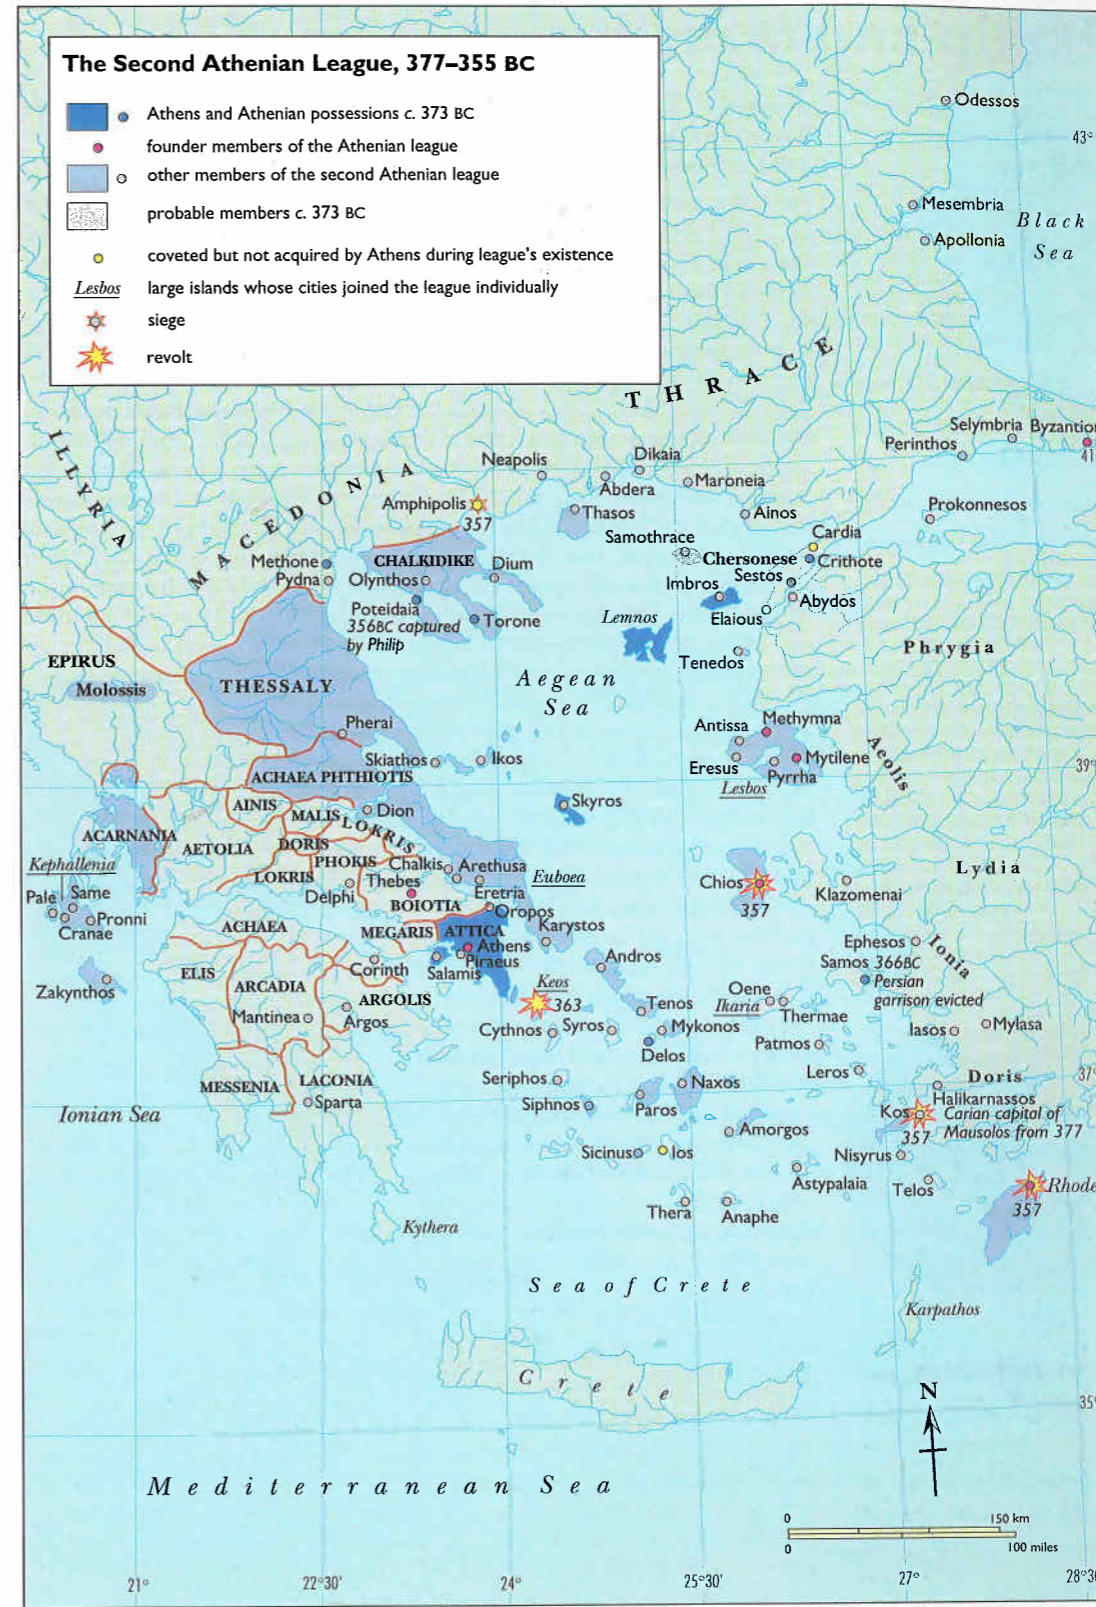 The Second Athenian League, 377–355 BC
Athens and Athenian possessions c. 373 BC
founder members of the Athenian league
other members of the second Athenian league
probable members c. 373 BC
coveted but not acquired by Athens during league's existence
Lesbos large islands whose cities joined the league individually
siege
revolt
Odessos
43°
Mesembria
Black
Sea
Apollonia
THRACE
ILLYRIA
MACEDONIA
Selymbria
Byzantion
Perinthos
41
Neapolis
Dikaia
Abdera
Maroneia
Amphipolis
357
Thasos
Ainos
Prokonnesos
Samothrace
Cardia
Methone
CHALKIDIKE
Dium
Chersonese
Crithote
Pydna
Olynthos
Sestos
Imbros
Abydos
Poteidaia
356BC captured
by Philip
Torone
Lemnos
Elaious
EPIRUS
Molossis
THESSALY
Tenedos
Phrygia
Aegean
Sea
Pherai
Antissa
Methymna
Skiathos
Ikos
Eresus
Mytilene
Pyrrha
Lesbos
Aeolis
39°
ACHAEA PHTHIOTIS
AINIS
MALIS
LOKRIS
Dion
Skyros
ACARNANIA
AETOLIA
DORIS
PHOKIS
Chalkis
Arethusa
Kephallenia
LOKRIS
Delphi
Thebes
Eretria
Euboea
Chios
357
Klazomenai
Lydia
Pale
Same
Pronni
Cranae
BOIOTIA
Oropos
ACHAEA
MEGARIS
ATTICA
Karystos
Athens
Piraeus
Salamis
Corinth
Andros
Ephesos
Ionia
Samos 366BC
Persian
garrison evicted
ELIS
ARCADIA
Zakynthos
ARGOLIS
Keos
363
Oene
Ikaria
Thermae
Mantinea
Argos
Cythnos
Syros
Tenos
Mykonos
Delos
Patmos
Iasos
Mylasa
MESSENIA
LACONIA
Sparta
Seriphos
Naxos
Leros
Doris
37°
Siphnos
Paros
Halikarnassos
Carian capital of
Mausolos from 377
Kos
357
Ionian Sea
Amorgos
Sicinus
Ios
Nisyrus
Astypalaia
Telos
Rhode
357
Thera
Anaphe
Kythera
Sea of Crete
Karpathos
Crete
N
35°
Mediterranean Sea
0 150 km
0 100 miles
21°
22°30'
24°
25°30'
27°
28°30